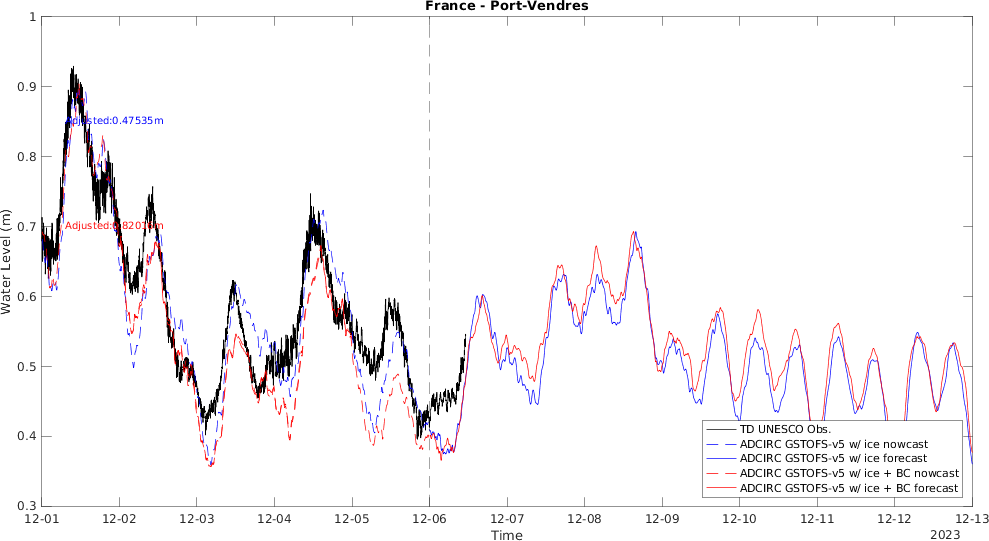 France - Port-Vendres
Water Level (m)
1
0.9
0.8
0.7
0.6
0.5
0.4
0.3
Adjusted:0.47535m
TD UNESCO Obs.
ADCIRC GSTOFS-v5 w/ ice nowcast
ADCIRC GSTOFS-v5 w/ ice forecast
ADCIRC GSTOFS-v5 w/ ice + BC nowcast
ADCIRC GSTOFS-v5 w/ ice + BC forecast
12-01 12-02 12-03 12-04 12-05 12-06 12-07 12-08 12-09 12-10 12-11 12-12 12-13
Time
2023